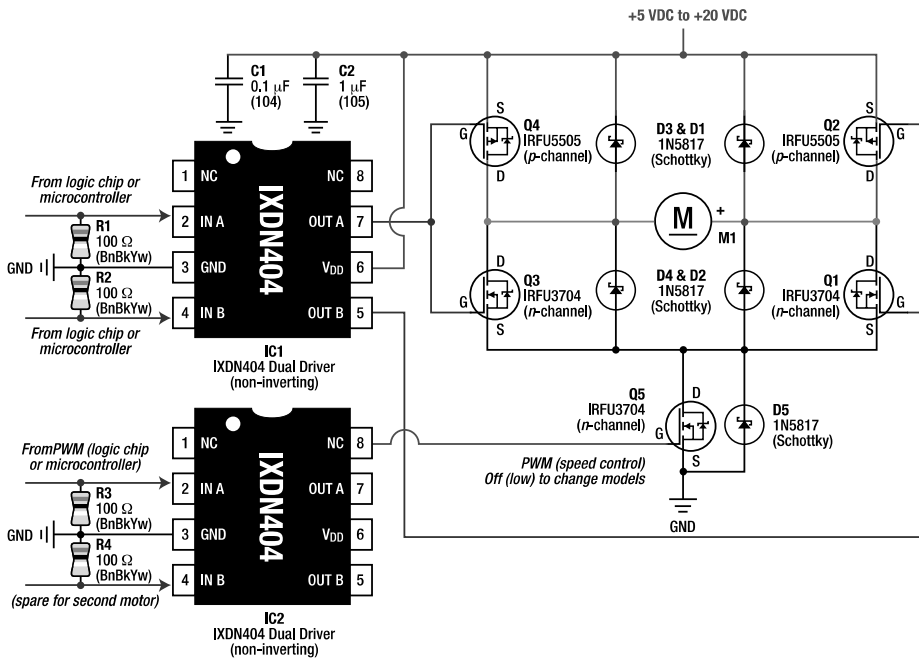 +5 VDC to +20 VDC
C1
0.1 µF
(104)
C2
1 µF
(105)
From logic chip or
microcontroller
R1
100 Ω
(BnBkYw)
GND
R2
100 Ω
(BnBkYw)
From logic chip or
microcontroller
1 NC
2 IN A
3 GND
4 IN B
IXDN404
NC 8
OUT A 7
VDD 6
OUT B 5
IC1
IXDN404 Dual Driver
(non-inverting)
S
G
Q4
IRFU5505
(p-channel)
D
D3 & D1
1N5817
(Schottky)
S
Q2
IRFU5505
(p-channel)
G
D
M
+
M1
D
Q3
IRFU3704
(n-channel)
G
S
D4 & D2
1N5817
(Schottky)
D
Q1
IRFU3704
(n-channel)
G
S
Q5
IRFU3704
(n-channel)
D
G
S
D5
1N5817
(Schottky)
PWM (speed control)
Off (low) to change models
GND
FromPWM (logic chip
or microcontroller)
R3
100 Ω
(BnBkYw)
GND
R4
100 Ω
(BnBkYw)
(spare for second motor)
1 NC
2 IN A
3 GND
4 IN B
IXDN404
NC 8
OUT A 7
VDD 6
OUT B 5
IC2
IXDN404 Dual Driver
(non-inverting)